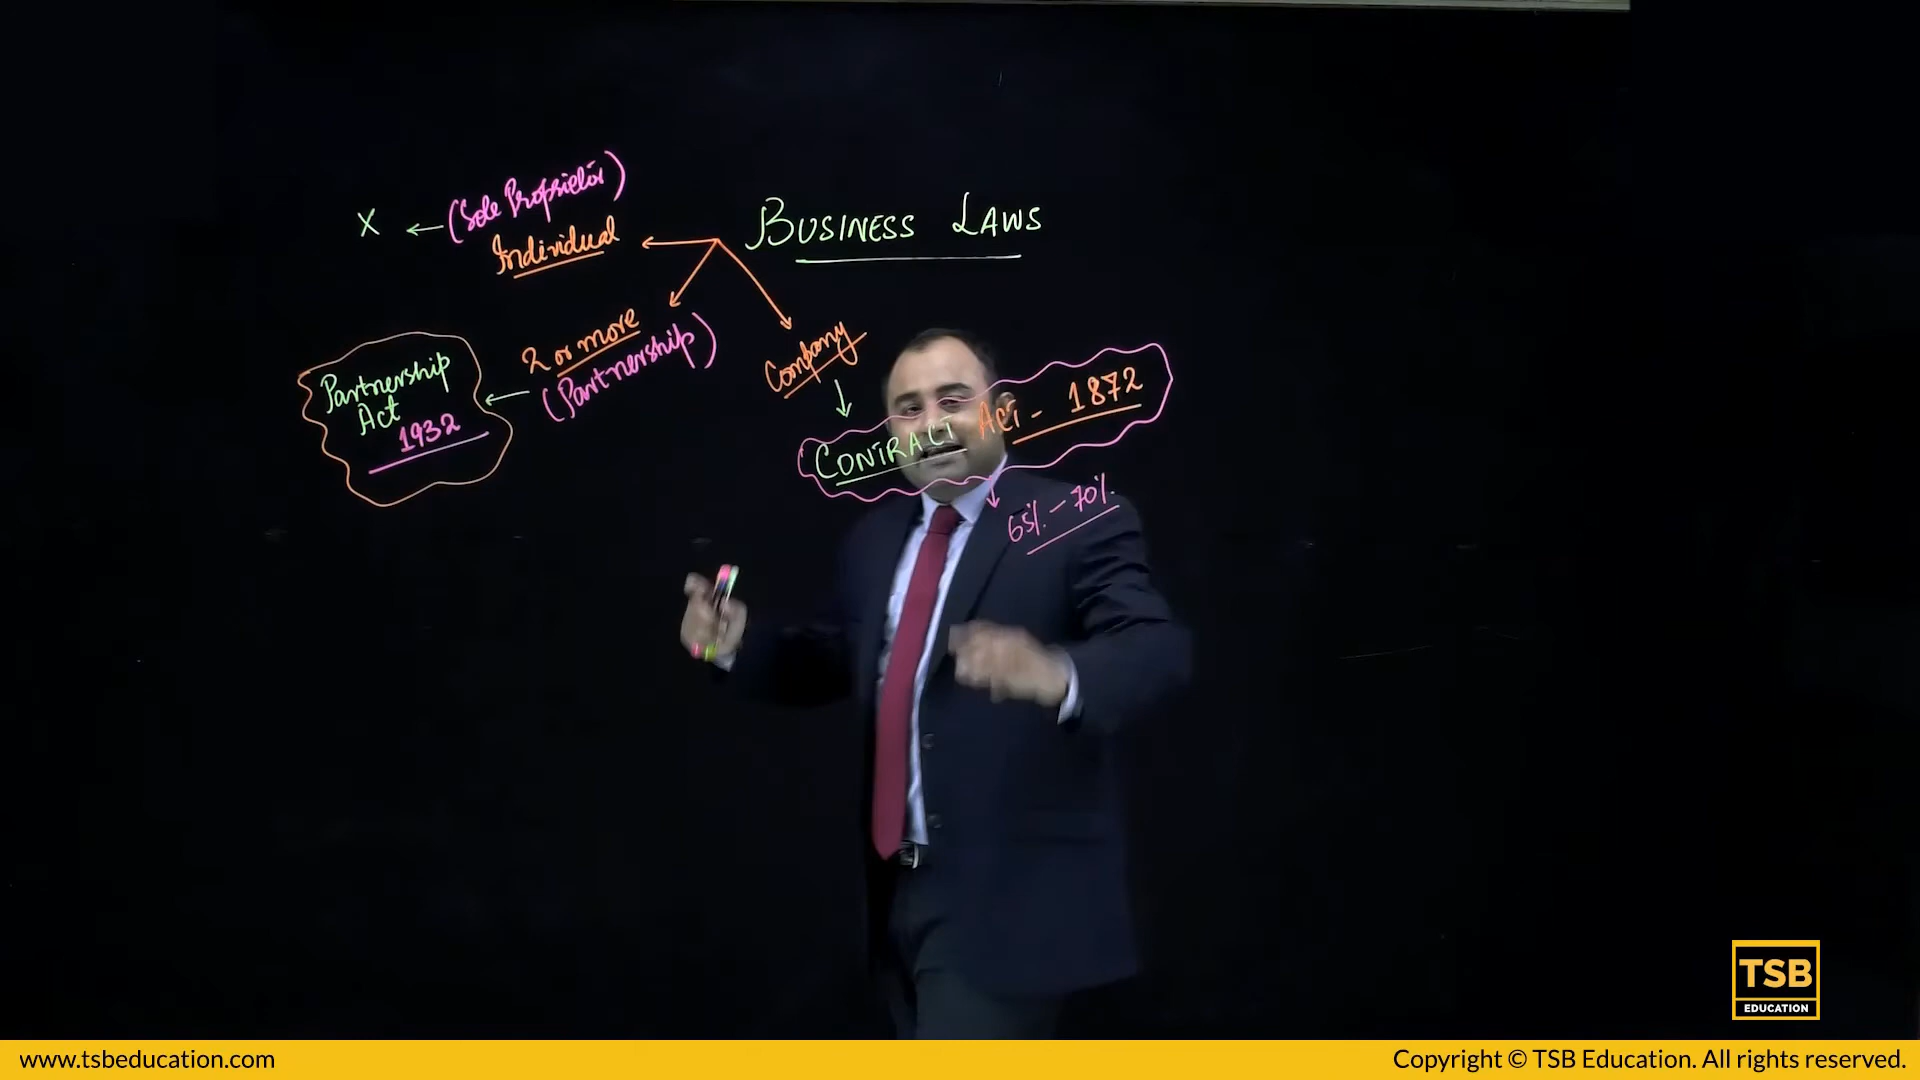 (Sole Proprietor)
X ← Individual
BUSINESS LAWS
2 or more
(Partnership)
Partnership
Act
1932
Company
CONTRACT ACT - 1872
65% - 70%
TSB
EDUCATION
www.tsbeducation.com
Copyright © TSB Education. All rights reserved.